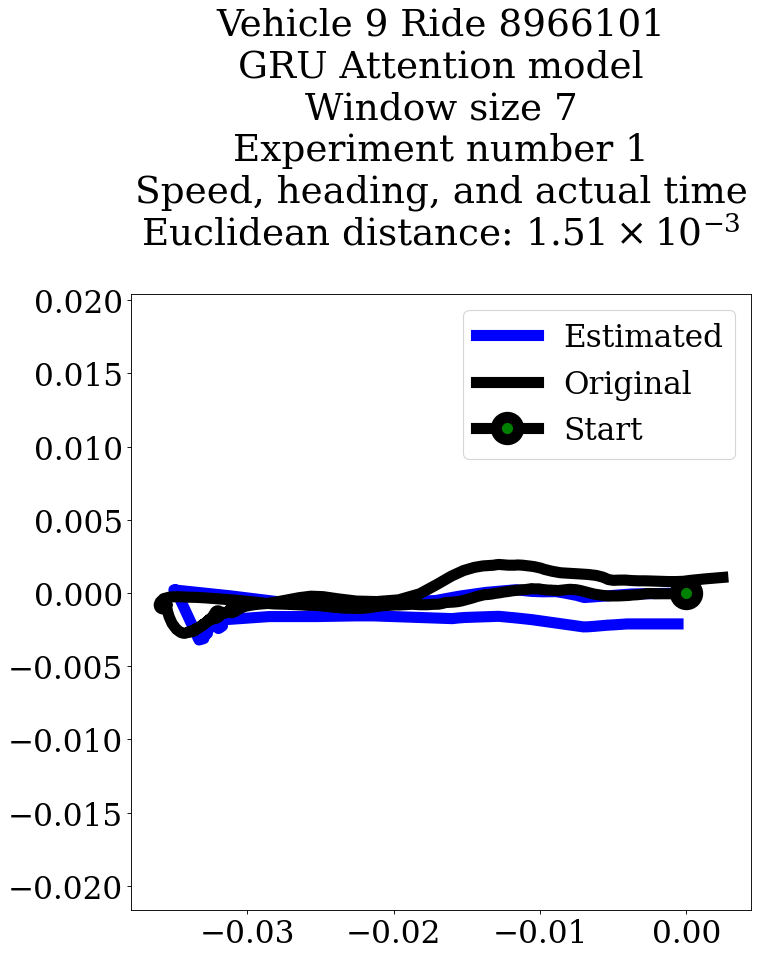 Vehicle 9 Ride 8966101
GRU Attention model
Window size 7
Experiment number 1
Speed, heading, and actual time
Euclidean distance: 1.51 × 10⁻³
Estimated
Original
Start
0.020
0.015
0.010
0.005
0.000
−0.005
−0.010
−0.015
−0.020
−0.03
−0.02
−0.01
0.00